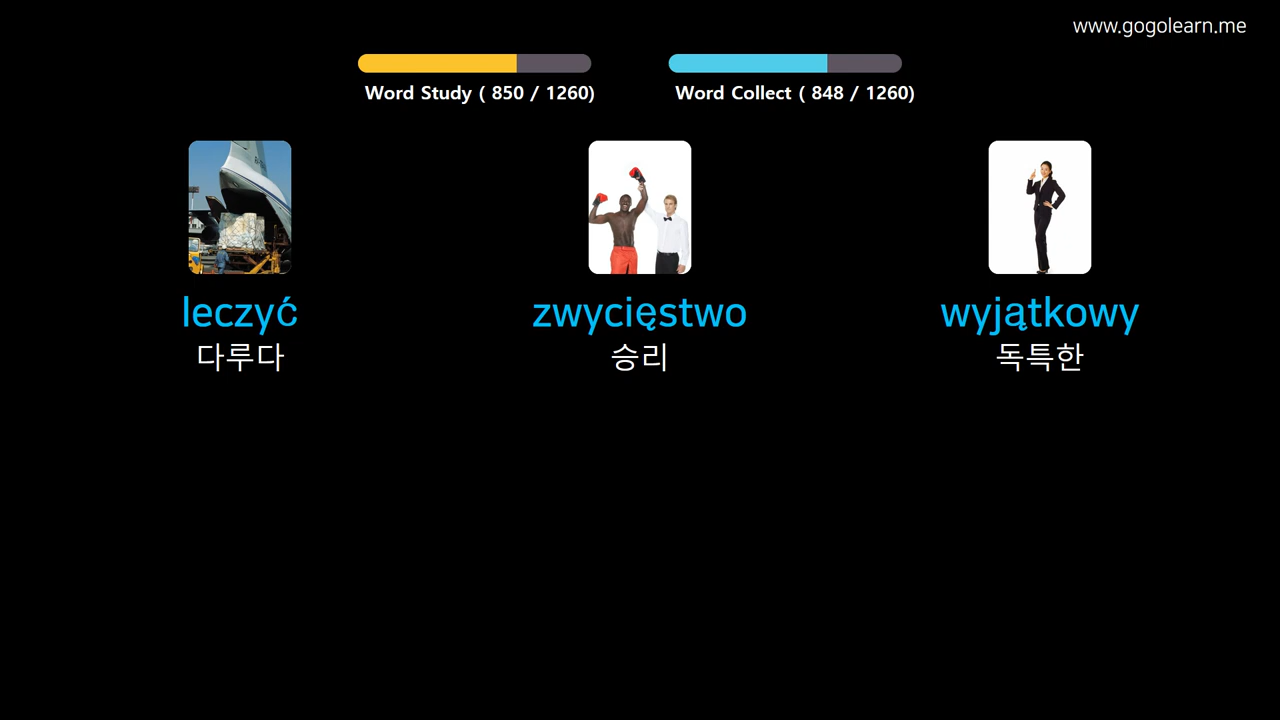 www.gogolearn.me
Word Study ( 850 / 1260)
Word Collect ( 848 / 1260)
leczyć
다루다
zwycięstwo
승리
wyjątkowy
독특한